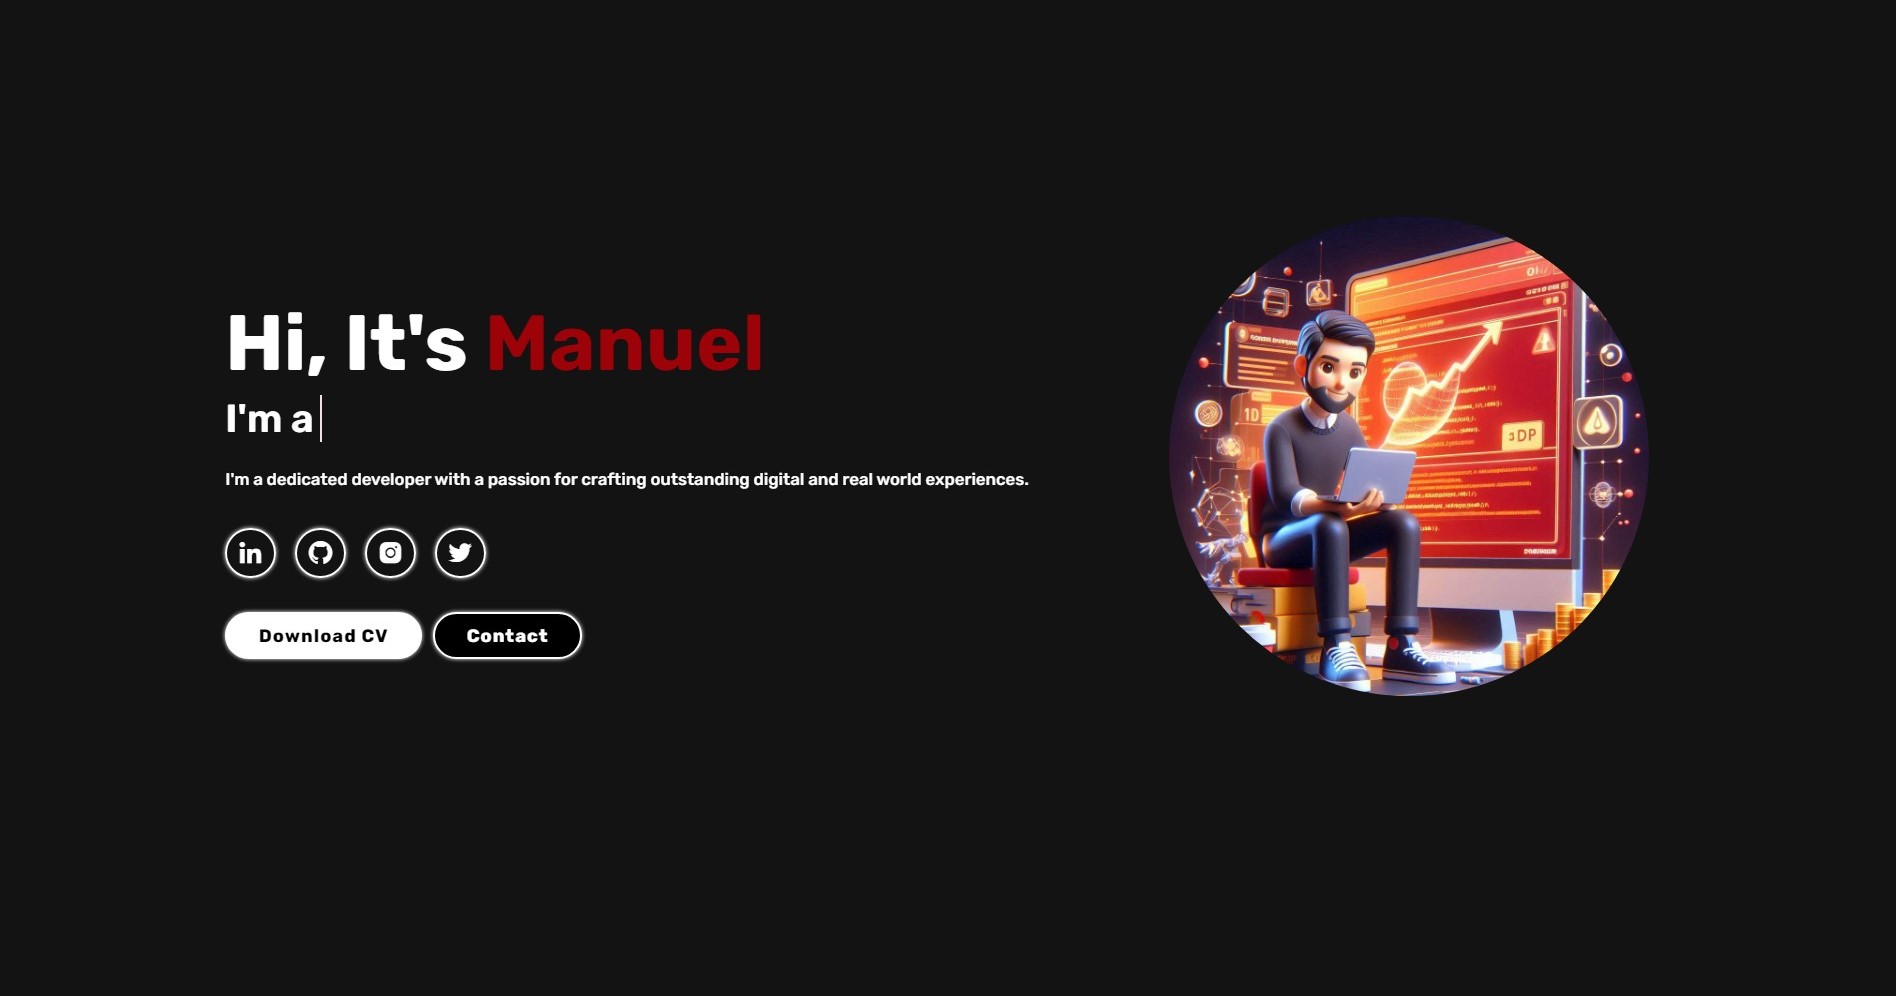 Hi, It's Manuel
I'm a
I'm a dedicated developer with a passion for crafting outstanding digital and real world experiences.
in
Download CV
Contact
1D
3DP